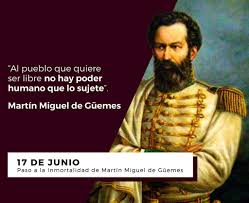 “Al pueblo que quiere
ser libre no hay poder
humano que lo sujete”.
Martín Miguel de Güemes
17 DE JUNIO
Paso a la Inmortalidad de Martín Miguel de Güemes